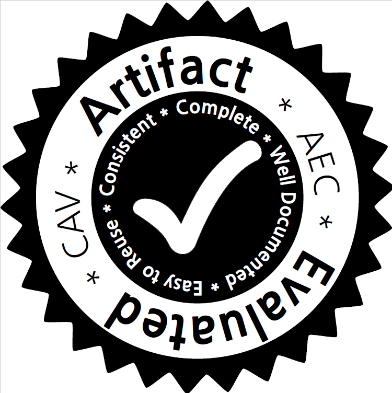 Artifact
* AEC *
Evaluated
* CAV *
Consistent * Complete * Well Documented * Easy to Reuse *